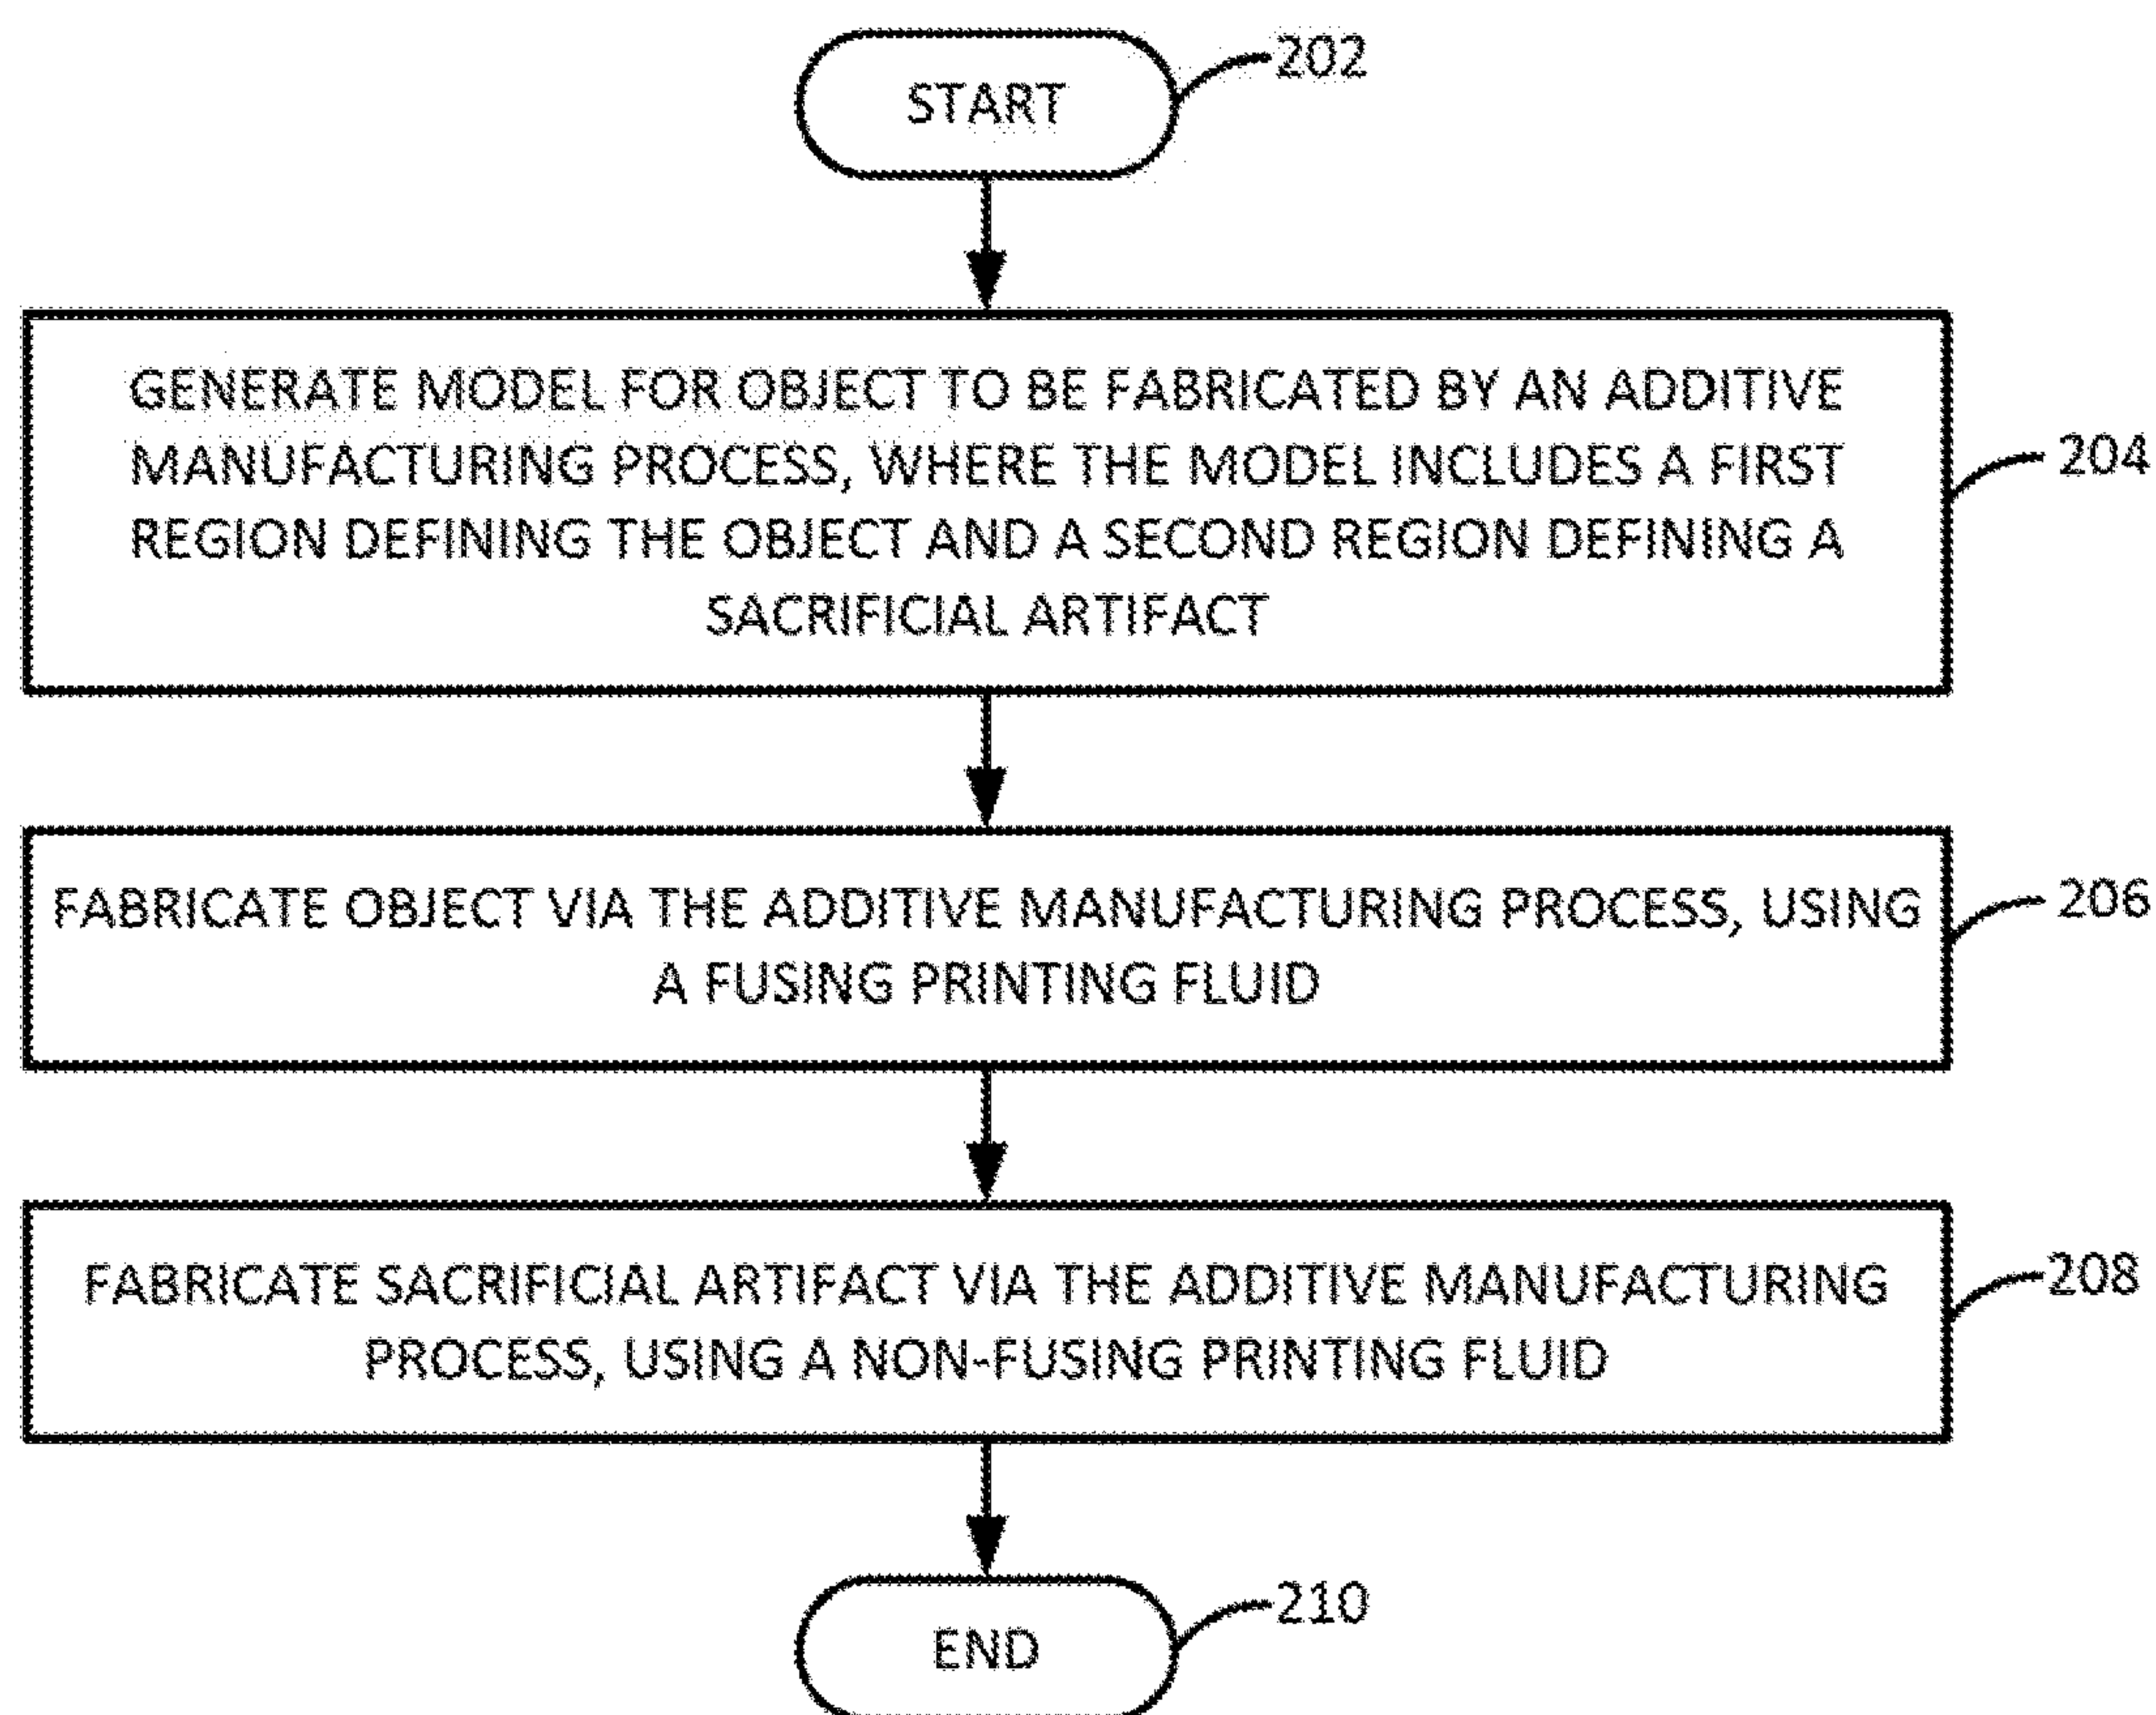 START
202
GENERATE MODEL FOR OBJECT TO BE FABRICATED BY AN ADDITIVE
MANUFACTURING PROCESS, WHERE THE MODEL INCLUDES A FIRST
REGION DEFINING THE OBJECT AND A SECOND REGION DEFINING A
SACRIFICIAL ARTIFACT
204
FABRICATE OBJECT VIA THE ADDITIVE MANUFACTURING PROCESS, USING
A FUSING PRINTING FLUID
206
FABRICATE SACRIFICIAL ARTIFACT VIA THE ADDITIVE MANUFACTURING
PROCESS, USING A NON-FUSING PRINTING FLUID
208
END
210